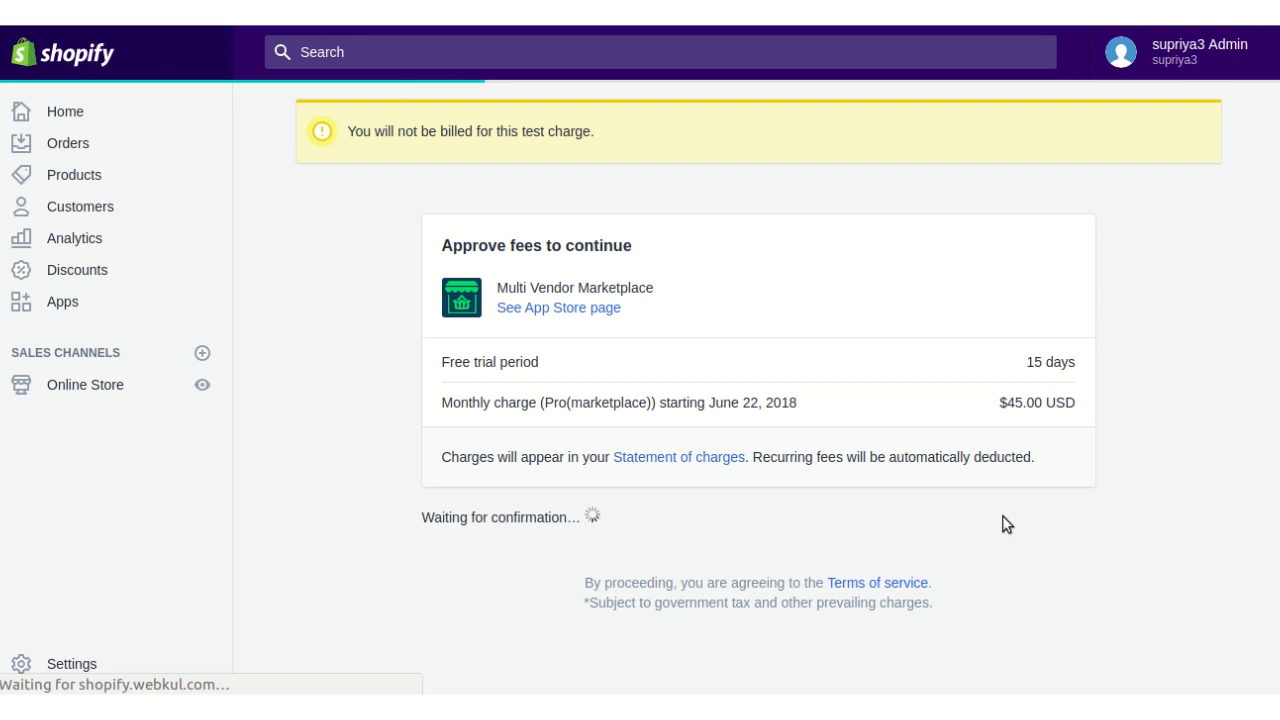 shopify
Search
supriya3 Admin
supriya3
Home
Orders
Products
Customers
Analytics
Discounts
Apps
SALES CHANNELS
Online Store
Settings
You will not be billed for this test charge.
Approve fees to continue
Multi Vendor Marketplace
See App Store page
Free trial period 15 days
Monthly charge (Pro(marketplace)) starting June 22, 2018 $45.00 USD
Charges will appear in your Statement of charges. Recurring fees will be automatically deducted.
Waiting for confirmation…
By proceeding, you are agreeing to the Terms of service.
*Subject to government tax and other prevailing charges.
Waiting for shopify.webkul.com…